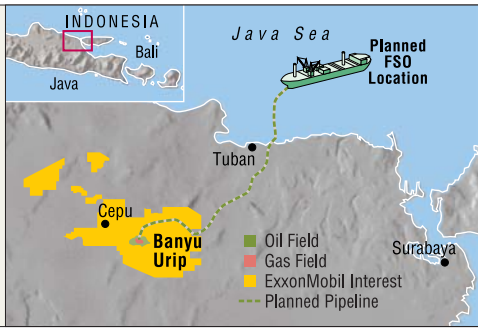 INDONESIA
Bali
Java
Java Sea
Planned
FSO
Location
Tuban
Cepu
Banyu
Urip
Surabaya
Oil Field
Gas Field
ExxonMobil Interest
Planned Pipeline